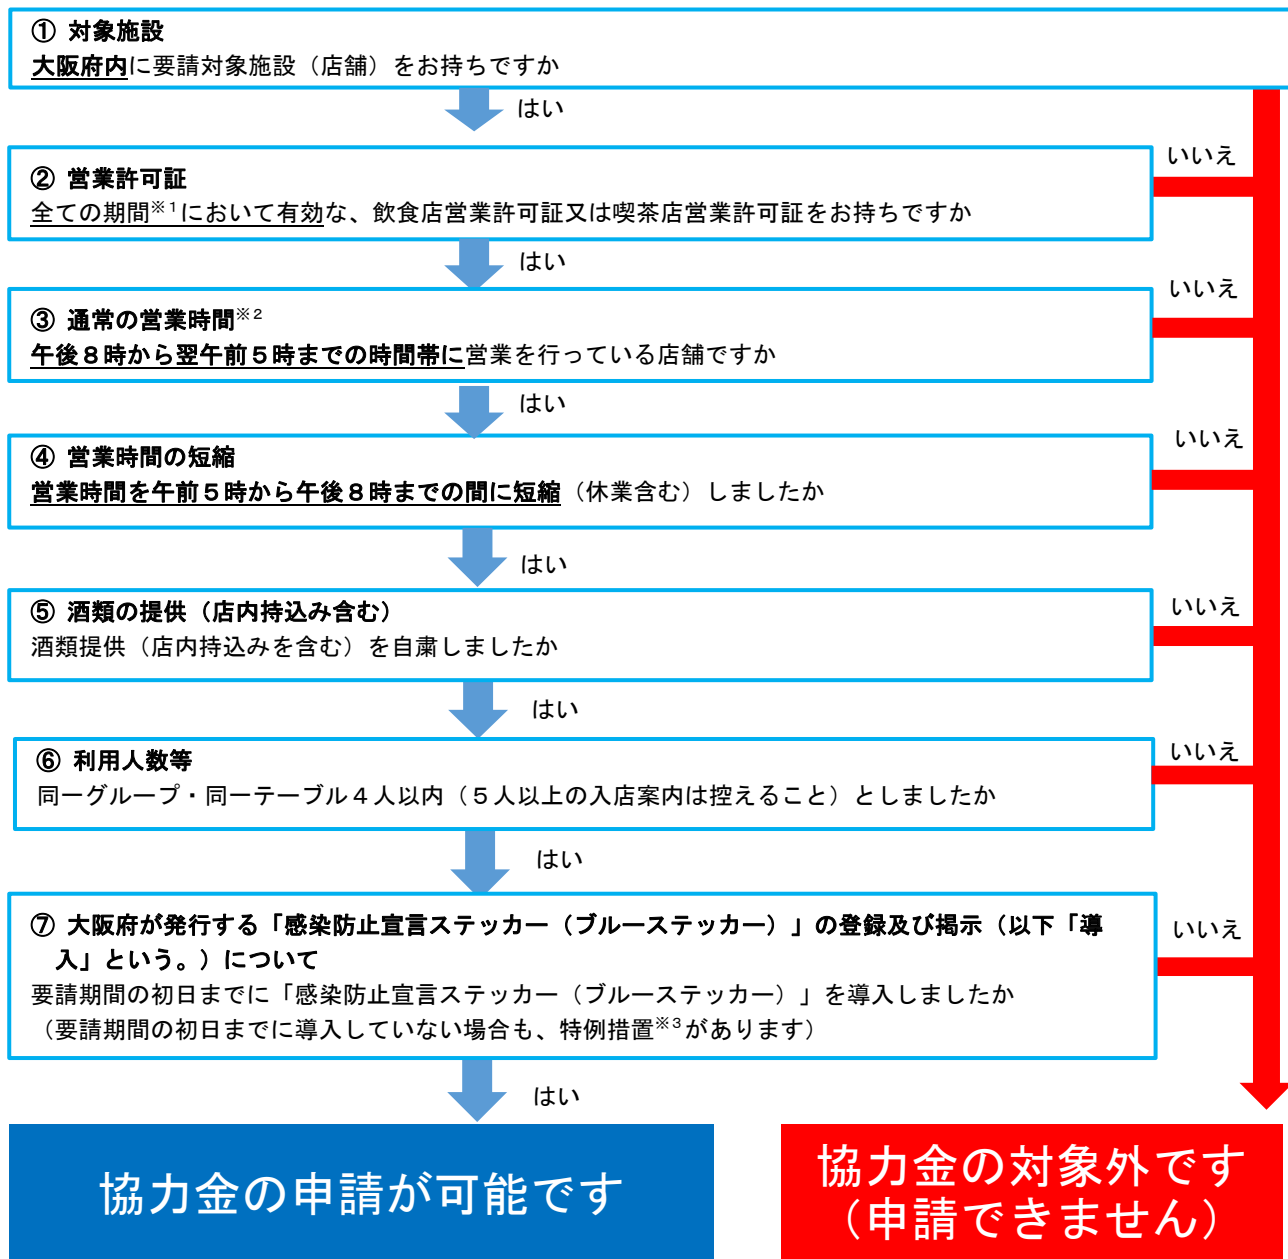 ① 対象施設
大阪府内に要請対象施設（店舗）をお持ちですか
はい
いいえ
② 営業許可証
全ての期間※1において有効な、飲食店営業許可証又は喫茶店営業許可証をお持ちですか
はい
いいえ
③ 通常の営業時間※2
午後８時から翌午前５時までの時間帯に営業を行っている店舗ですか
はい
いいえ
④ 営業時間の短縮
営業時間を午前５時から午後８時までの間に短縮（休業含む）しましたか
はい
いいえ
⑤ 酒類の提供（店内持込み含む）
酒類提供（店内持込みを含む）を自粛しましたか
はい
いいえ
⑥ 利用人数等
同一グループ・同一テーブル４人以内（５人以上の入店案内は控えること）としましたか
はい
いいえ
⑦ 大阪府が発行する「感染防止宣言ステッカー（ブルーステッカー）」の登録及び掲示（以下「導
入」という。）について
要請期間の初日までに「感染防止宣言ステッカー（ブルーステッカー）」を導入しましたか
（要請期間の初日までに導入していない場合も、特例措置※3があります）
はい
協力金の申請が可能です
協力金の対象外です
（申請できません）